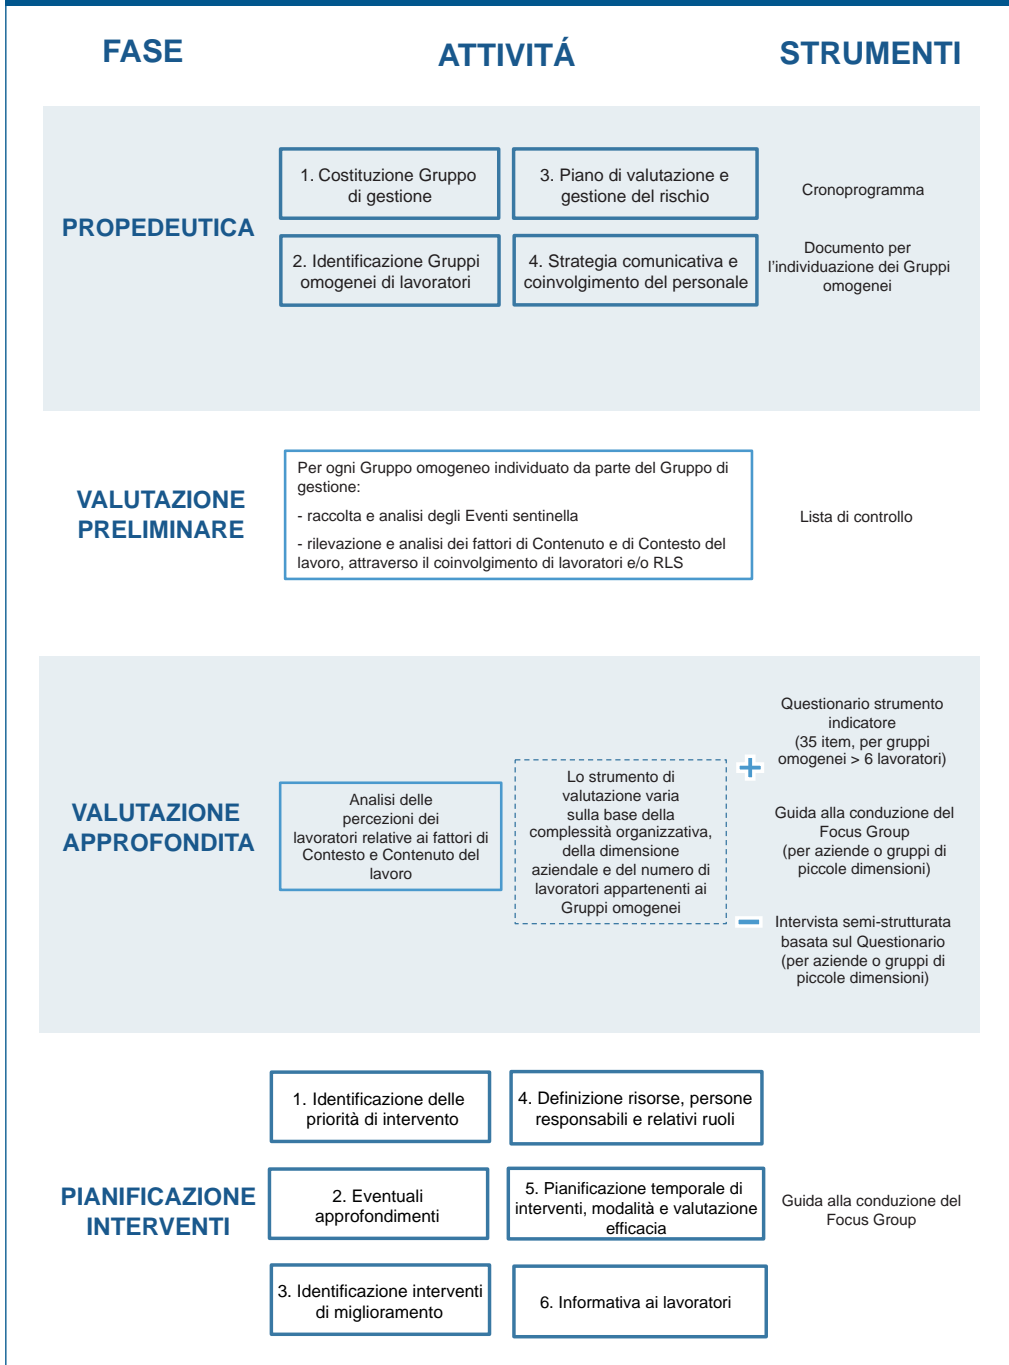 FASE
ATTIVITÁ
STRUMENTI
PROPEDEUTICA
1. Costituzione Gruppo
di gestione
2. Identificazione Gruppi
omogenei di lavoratori
3. Piano di valutazione e
gestione del rischio
4. Strategia comunicativa e
coinvolgimento del personale
Cronoprogramma
Documento per
l'individuazione dei Gruppi
omogenei
VALUTAZIONE
PRELIMINARE
Per ogni Gruppo omogeneo individuato da parte del Gruppo di
gestione:
- raccolta e analisi degli Eventi sentinella
- rilevazione e analisi dei fattori di Contenuto e di Contesto del
lavoro, attraverso il coinvolgimento di lavoratori e/o RLS
Lista di controllo
VALUTAZIONE
APPROFONDITA
Analisi delle
percezioni dei
lavoratori relative ai fattori di
Contesto e Contenuto del
lavoro
Lo strumento di
valutazione varia
sulla base della
complessità organizzativa,
della dimensione
aziendale e del numero di
lavoratori appartenenti ai
Gruppi omogenei
+
Questionario strumento
indicatore
(35 item, per gruppi
omogenei > 6 lavoratori)
Guida alla conduzione del
Focus Group
(per aziende o gruppi di
piccole dimensioni)
−
Intervista semi-strutturata
basata sul Questionario
(per aziende o gruppi di
piccole dimensioni)
PIANIFICAZIONE
INTERVENTI
1. Identificazione delle
priorità di intervento
2. Eventuali
approfondimenti
3. Identificazione interventi
di miglioramento
4. Definizione risorse, persone
responsabili e relativi ruoli
5. Pianificazione temporale di
interventi, modalità e valutazione
efficacia
6. Informativa ai lavoratori
Guida alla conduzione del
Focus Group